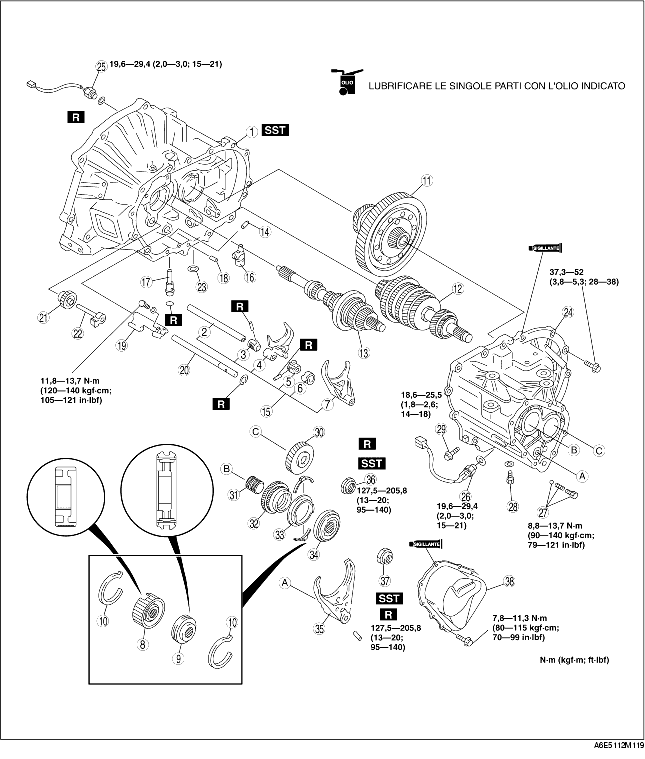 25 19,6—29,4 (2,0—3,0; 15—21)
OLIO
LUBRIFICARE LE SINGOLE PARTI CON L'OLIO INDICATO
R
1 SST
11
14
SIGILLANTE
37,3—52
(3,8—5,3; 28—38)
17
23
18
16
12
24
21
22
R
R
2
19
3
4
R
13
20
5
6
11,8—13,7 N·m
(120—140 kgf·cm;
105—121 in·lbf)
R
15
7
18,6—25,5
(1,8—2,6;
14—18)
29
B
C
A
C
30
R
SST
B
31
36
127,5—205,8
(13—20;
95—140)
26
19,6—29,4
(2,0—3,0;
15—21)
28
27
8,8—13,7 N·m
(90—140 kgf·cm;
79—121 in·lbf)
32
33
34
SIGILLANTE
37
38
A
10
8
9
10
35
SST
R
127,5—205,8
(13—20;
95—140)
7,8—11,3 N·m
(80—115 kgf·cm;
70—99 in·lbf)
N·m (kgf·m; ft·lbf)
A6E5112M119